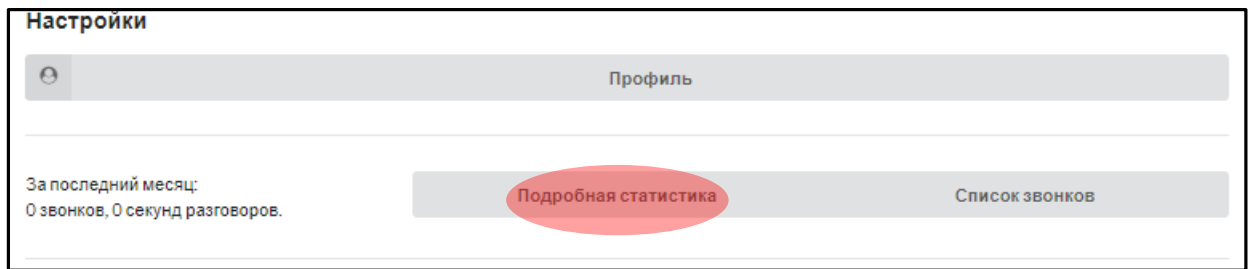 Настройки
Профиль
За последний месяц:
0 звонков, 0 секунд разговоров.
Подробная статистика
Список звонков